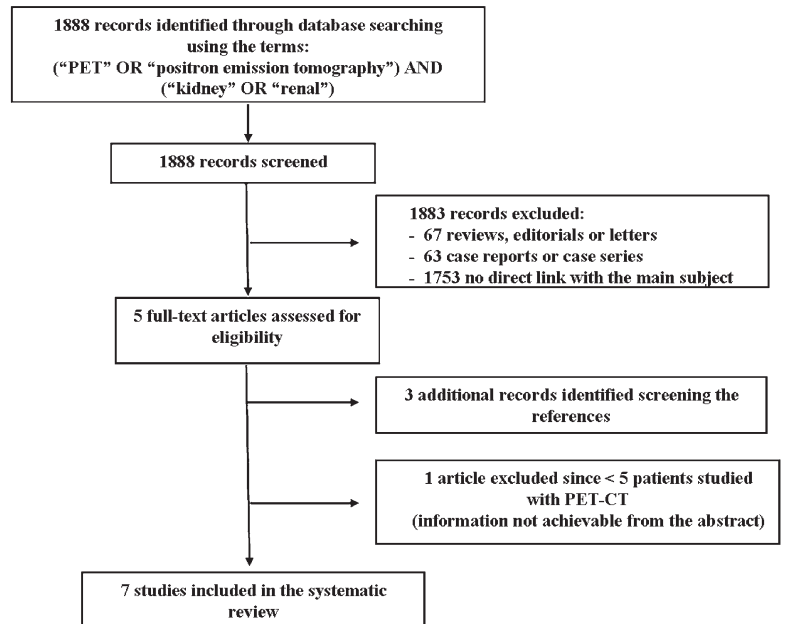 1888 records identified through database searching
using the terms:
(“PET” OR “positron emission tomography”) AND
(“kidney” OR “renal”)
1888 records screened
1883 records excluded:
- 67 reviews, editorials or letters
- 63 case reports or case series
- 1753 no direct link with the main subject
5 full-text articles assessed for
eligibility
3 additional records identified screening the
references
1 article excluded since < 5 patients studied
with PET-CT
(information not achievable from the abstract)
7 studies included in the systematic
review